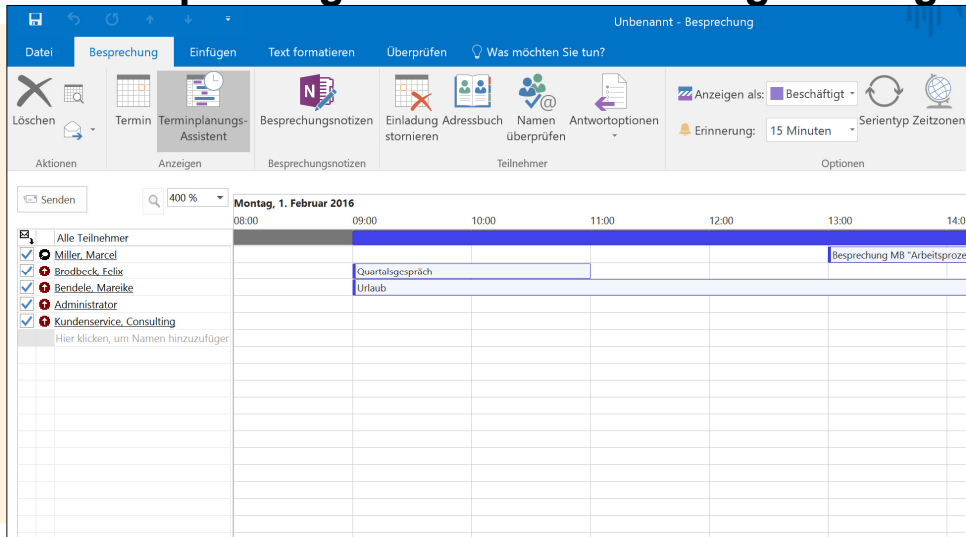 Unbenannt - Besprechung
Datei Besprechung Einfügen Text formatieren Überprüfen Was möchten Sie tun?
Löschen
Termin
Terminplanungs-
Assistent
Besprechungsnotizen
Einladung
stornieren
Adressbuch
Namen
überprüfen
Antwortoptionen
Anzeigen als: Beschäftigt
Erinnerung: 15 Minuten
Serientyp
Zeitzonen
Aktionen Anzeigen Besprechungsnotizen Teilnehmer Optionen
Senden
400 %
Montag, 1. Februar 2016
08:00 09:00 10:00 11:00 12:00 13:00 14:0
Alle Teilnehmer
Miller, Marcel
Besprechung MB "Arbeitsproze
Brodbeck, Felix
Quartalsgespräch
Bendele, Mareike
Urlaub
Administrator
Kundenservice, Consulting
Hier klicken, um Namen hinzuzufüger